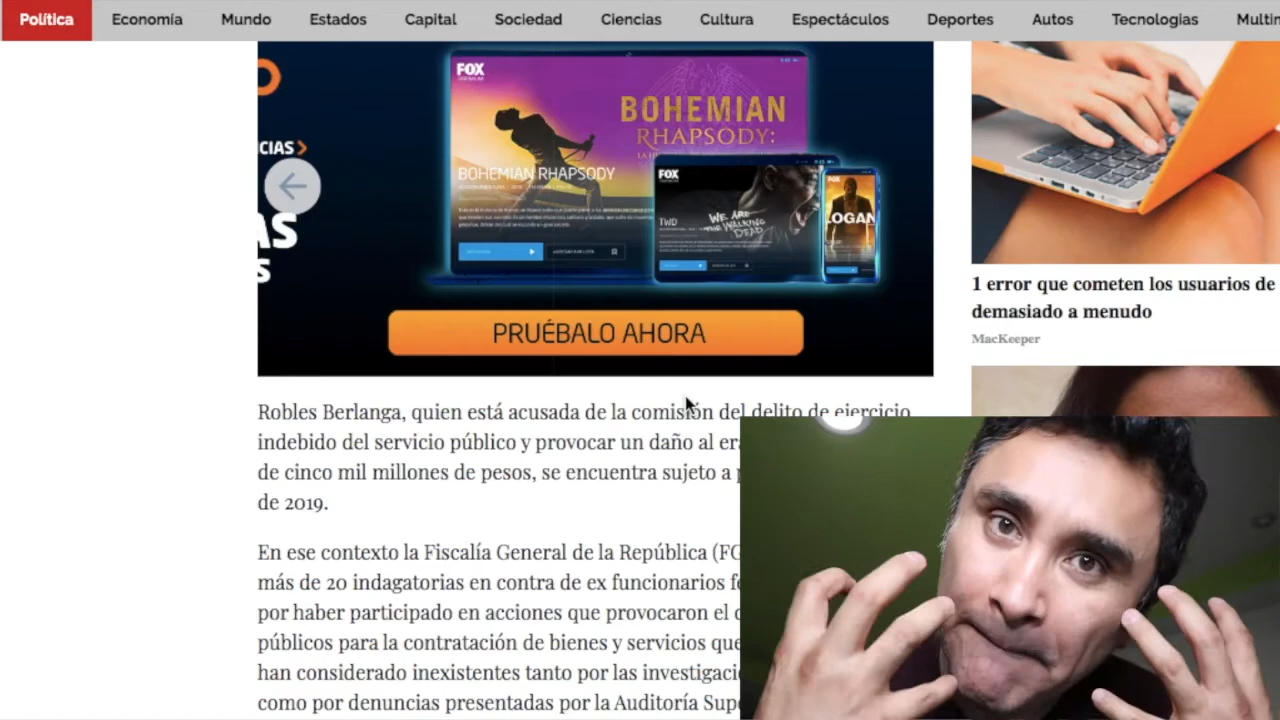 Política Economía Mundo Estados Capital Sociedad Ciencias Cultura Espectáculos Deportes Autos Tecnologias
CIAS
AS
S
FOX
BOHEMIAN
RHAPSODY:
BOHEMIAN RHAPSODY
FOX
TWD
WE ARE
THE WALKING
DEAD
FOX
LOGAN
PRUÉBALO AHORA
1 error que cometen los usuarios de
demasiado a menudo
MacKeeper
Robles Berlanga, quien está acusada de la comisión del delito de ejercicio
indebido del servicio público y provocar un daño al
de cinco mil millones de pesos, se encuentra sujeto a
de 2019.
En ese contexto la Fiscalía General de la República
más de 20 indagatorias en contra de ex funcionarios
por haber participado en acciones que provocaron el
públicos para la contratación de bienes y servicios que
han considerado inexistentes tanto por las
como por denuncias presentadas por la Auditoría